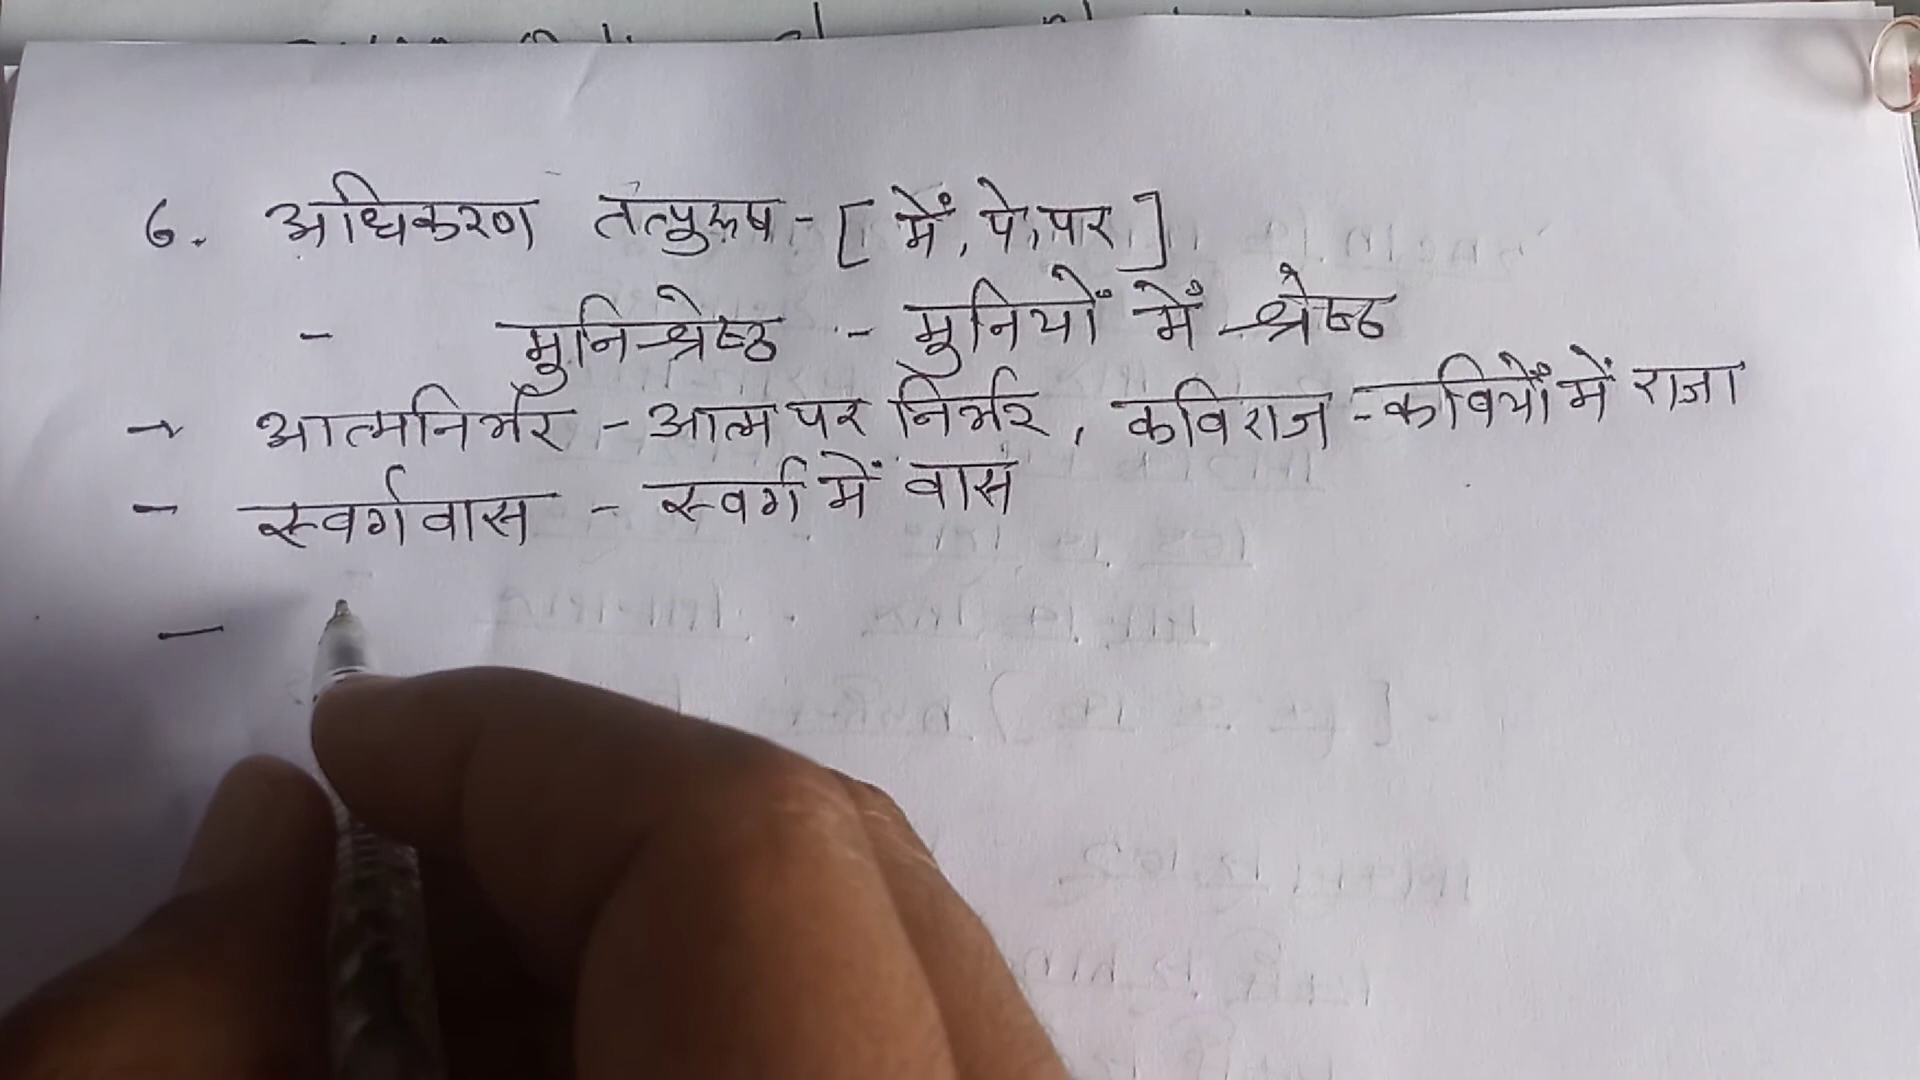 6. अधिकरण तत्पुरुष - [ में, पे, पर ]
- मुनिश्रेष्ठ - मुनियों में श्रेष्ठ
- आत्मनिर्भर - आत्म पर निर्भर, कविराज - कवियों में राजा
- स्वर्गवास - स्वर्ग में वास
-